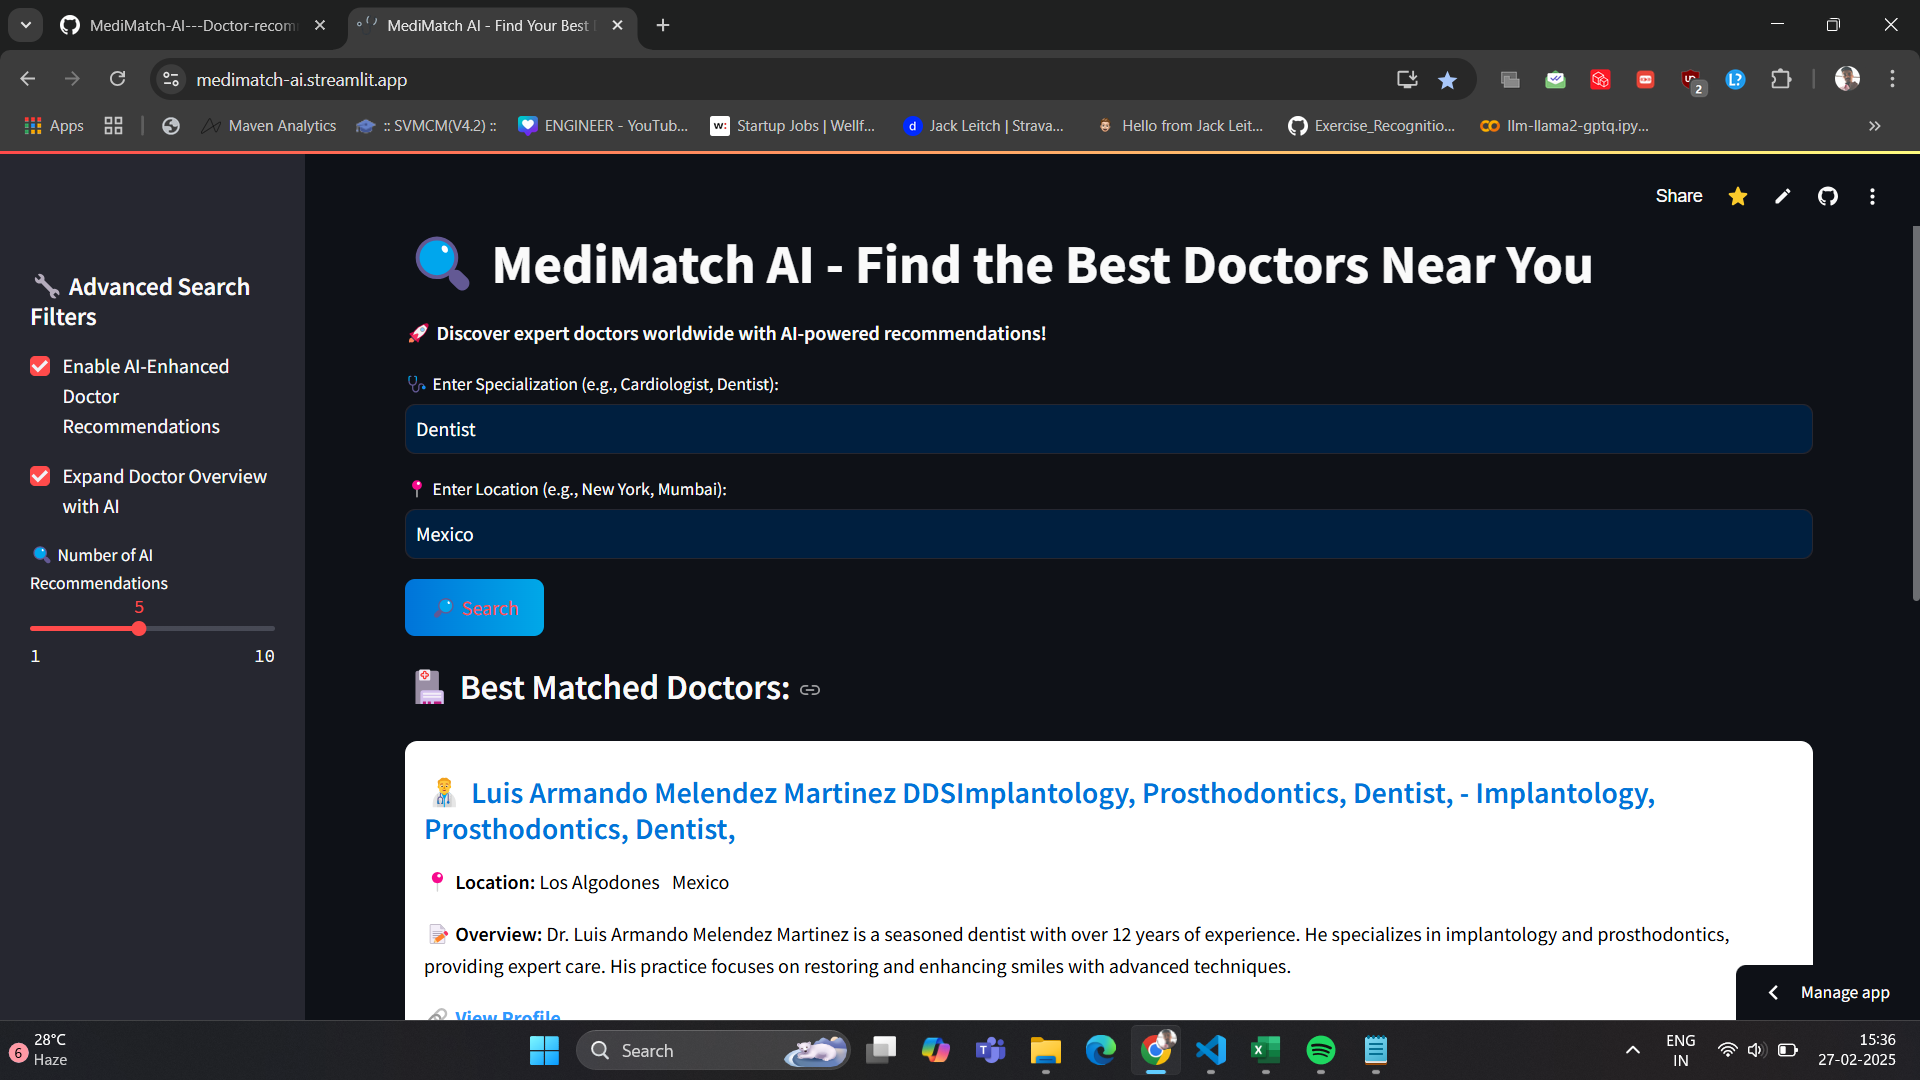 MediMatch-AI---Doctor-recom
MediMatch AI - Find Your Best
medimatch-ai.streamlit.app
2
Apps
Maven Analytics
:: SVMCM(V4.2) ::
ENGINEER - YouTub...
Startup Jobs | Wellf...
Jack Leitch | Strava...
Hello from Jack Leit...
Exercise_Recognitio...
llm-llama2-gptq.ipy...
Share
Advanced Search
Filters
Enable AI-Enhanced
Doctor
Recommendations
Expand Doctor Overview
with AI
Number of AI
Recommendations
5
1
10
MediMatch AI - Find the Best Doctors Near You
Discover expert doctors worldwide with AI-powered recommendations!
Enter Specialization (e.g., Cardiologist, Dentist):
Dentist
Enter Location (e.g., New York, Mumbai):
Mexico
Search
Best Matched Doctors:
Luis Armando Melendez Martinez DDSImplantology, Prosthodontics, Dentist, - Implantology,
Prosthodontics, Dentist,
Location: Los Algodones Mexico
Overview: Dr. Luis Armando Melendez Martinez is a seasoned dentist with over 12 years of experience. He specializes in implantology and prosthodontics,
providing expert care. His practice focuses on restoring and enhancing smiles with advanced techniques.
View Profile
Manage app
6
28°C
Haze
Search
ENG
IN
15:36
27-02-2025